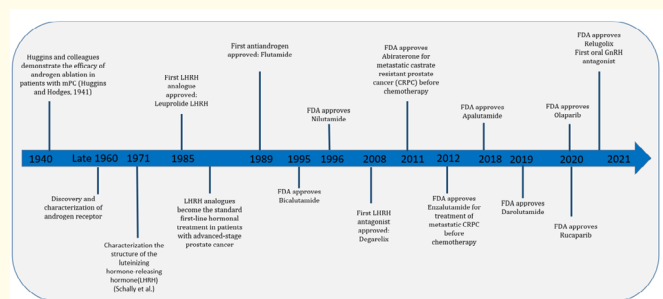 Huggins and colleagues
demonstrate the efficacy of
androgen ablation in
patients with mPC (Huggins
and Hodges, 1941)
First LHRH
analogue approved:
Leuprolide LHRH
First antiandrogen
approved: Flutamide
FDA approves
Nilutamide
FDA approves
Abiraterone for
metastatic castrate
resistant prostate
cancer (CRPC) before
chemotherapy
FDA approves
Apalutamide
FDA approves
Olaparib
FDA approves
Relugolix
First oral GnRH
antagonist
1940 Late 1960 1971 1985 1989 1995 1996 2008 2011 2012 2018 2019 2020 2021
Discovery and
characterization of
androgen receptor
Characterization the
structure of the
luteinizing
hormone-releasing
hormone(LHRH)
(Schally et al.)
LHRH analogues
become the standard
first-line hormonal
treatment in patients
with advanced-stage
prostate cancer
FDA approves
Bicalutamide
First LHRH
antagonist
approved:
Degarelix
FDA approves
Enzalutamide for
treatment of
metastatic CRPC
before
chemotherapy
FDA approves
Darolutamide
FDA approves
Rucaparib